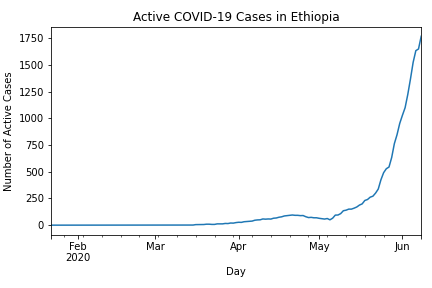 Active COVID-19 Cases in Ethiopia
Number of Active Cases
1750
1500
1250
1000
750
500
250
0
Feb
2020
Mar
Apr
May
Jun
Day